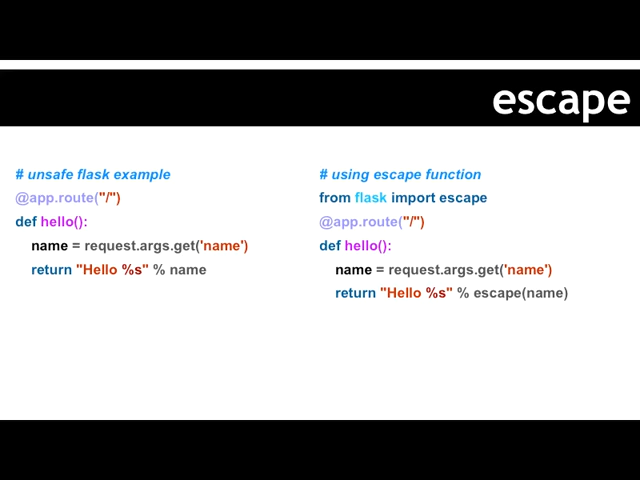 escape
# unsafe flask example
@app.route("/")
def hello():
    name = request.args.get('name')
    return "Hello %s" % name
# using escape function
from flask import escape
@app.route("/")
def hello():
    name = request.args.get('name')
    return "Hello %s" % escape(name)